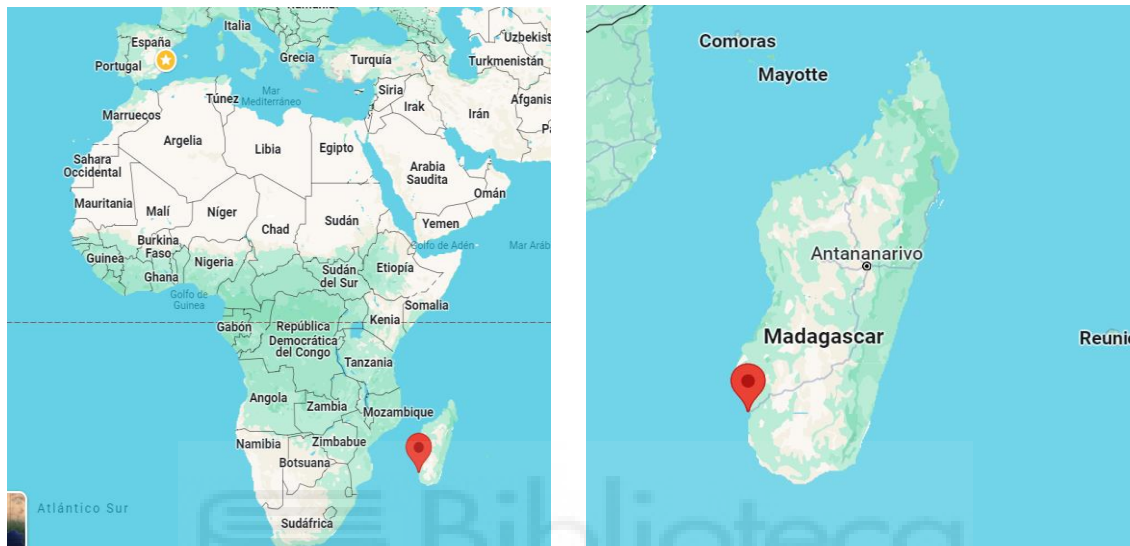 Italia
España
Uzbekist
Portugal
Grecia
Turquía
Turkmenistán
Mar
Mediterráneo
Túnez
Siria
Irak
Irán
Afganis
Marruecos
Argelia
Libia
Egipto
Arabia
Saudita
Omán
Sahara
Occidental
Mauritania
Malí
Níger
Chad
Sudán
Yemen
Golfo de Adén
Mar Aráb
Burkina
Faso
Guinea
Ghana
Nigeria
Sudán
del Sur
Etiopía
Golfo de
Guinea
Somalia
Kenia
Gabón
República
Democrática
del Congo
Tanzania
Angola
Zambia
Mozambique
Namibia
Zimbabue
Botsuana
Sudáfrica
Atlántico Sur
Comoras
Mayotte
Antananarivo
Madagascar
Reunio
Biblioteca